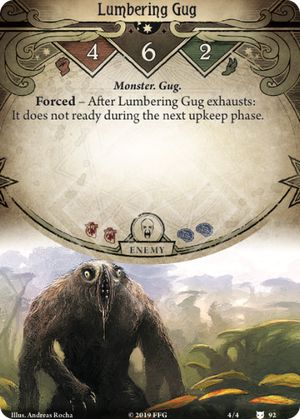 Lumbering Gug
4 6 2
Monster. Gug.
Forced – After Lumbering Gug exhausts:
It does not ready during the next upkeep phase.
ENEMY
Illus. Andreas Rocha © 2019 FFG 4/4 92